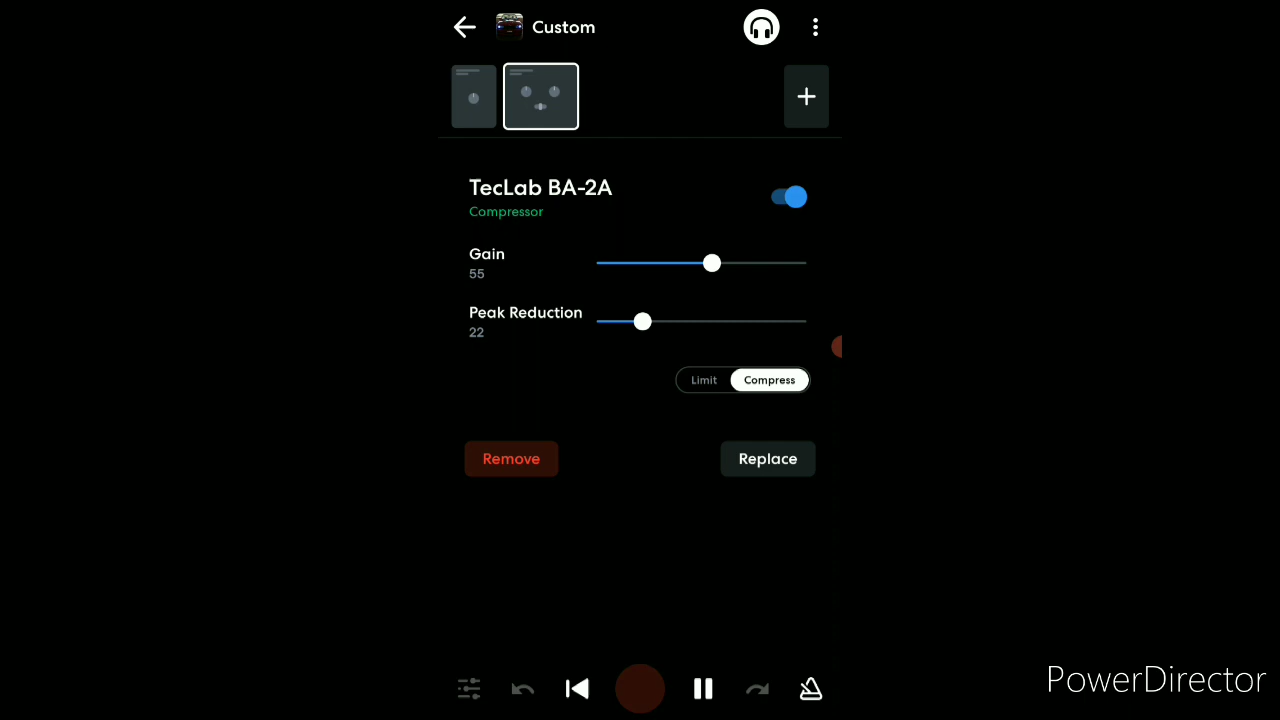 Custom
TecLab BA-2A
Compressor
Gain
55
Peak Reduction
22
Limit
Compress
Remove
Replace
PowerDirector